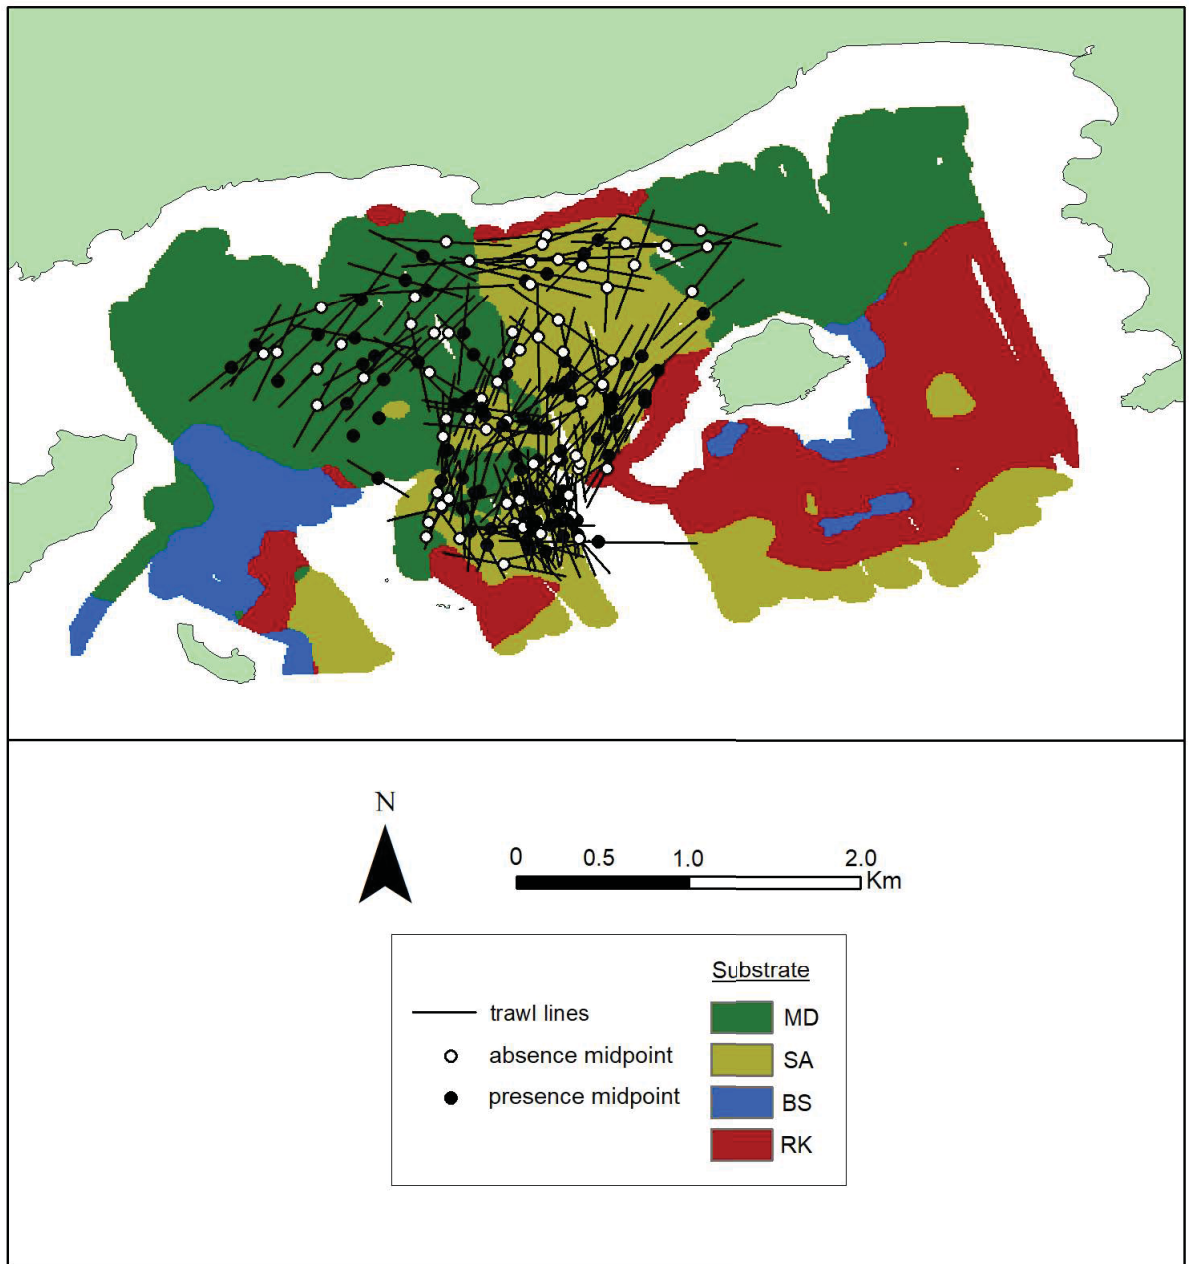 N
0 0.5 1.0 2.0
Km
Substrate
trawl lines
absence midpoint
presence midpoint
MD
SA
BS
RK